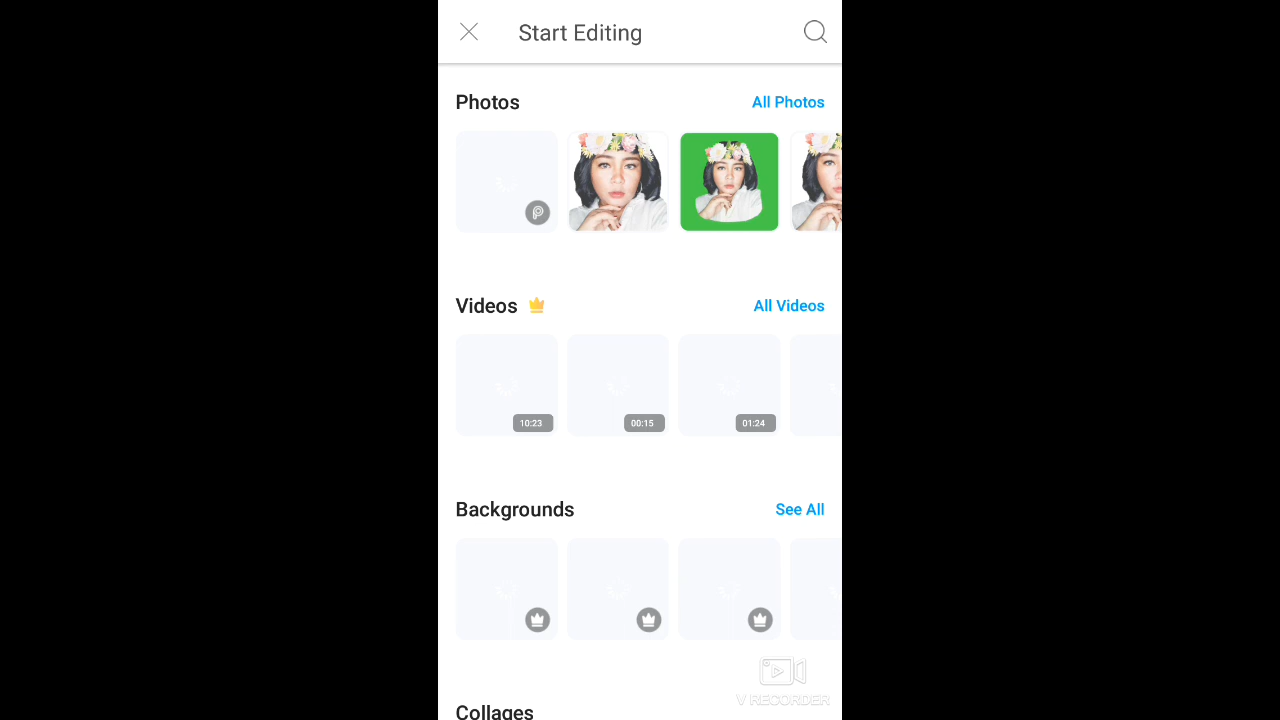 Start Editing
Photos
All Photos
Videos
All Videos
10:23
00:15
01:24
Backgrounds
See All
V RECORDER
Collages